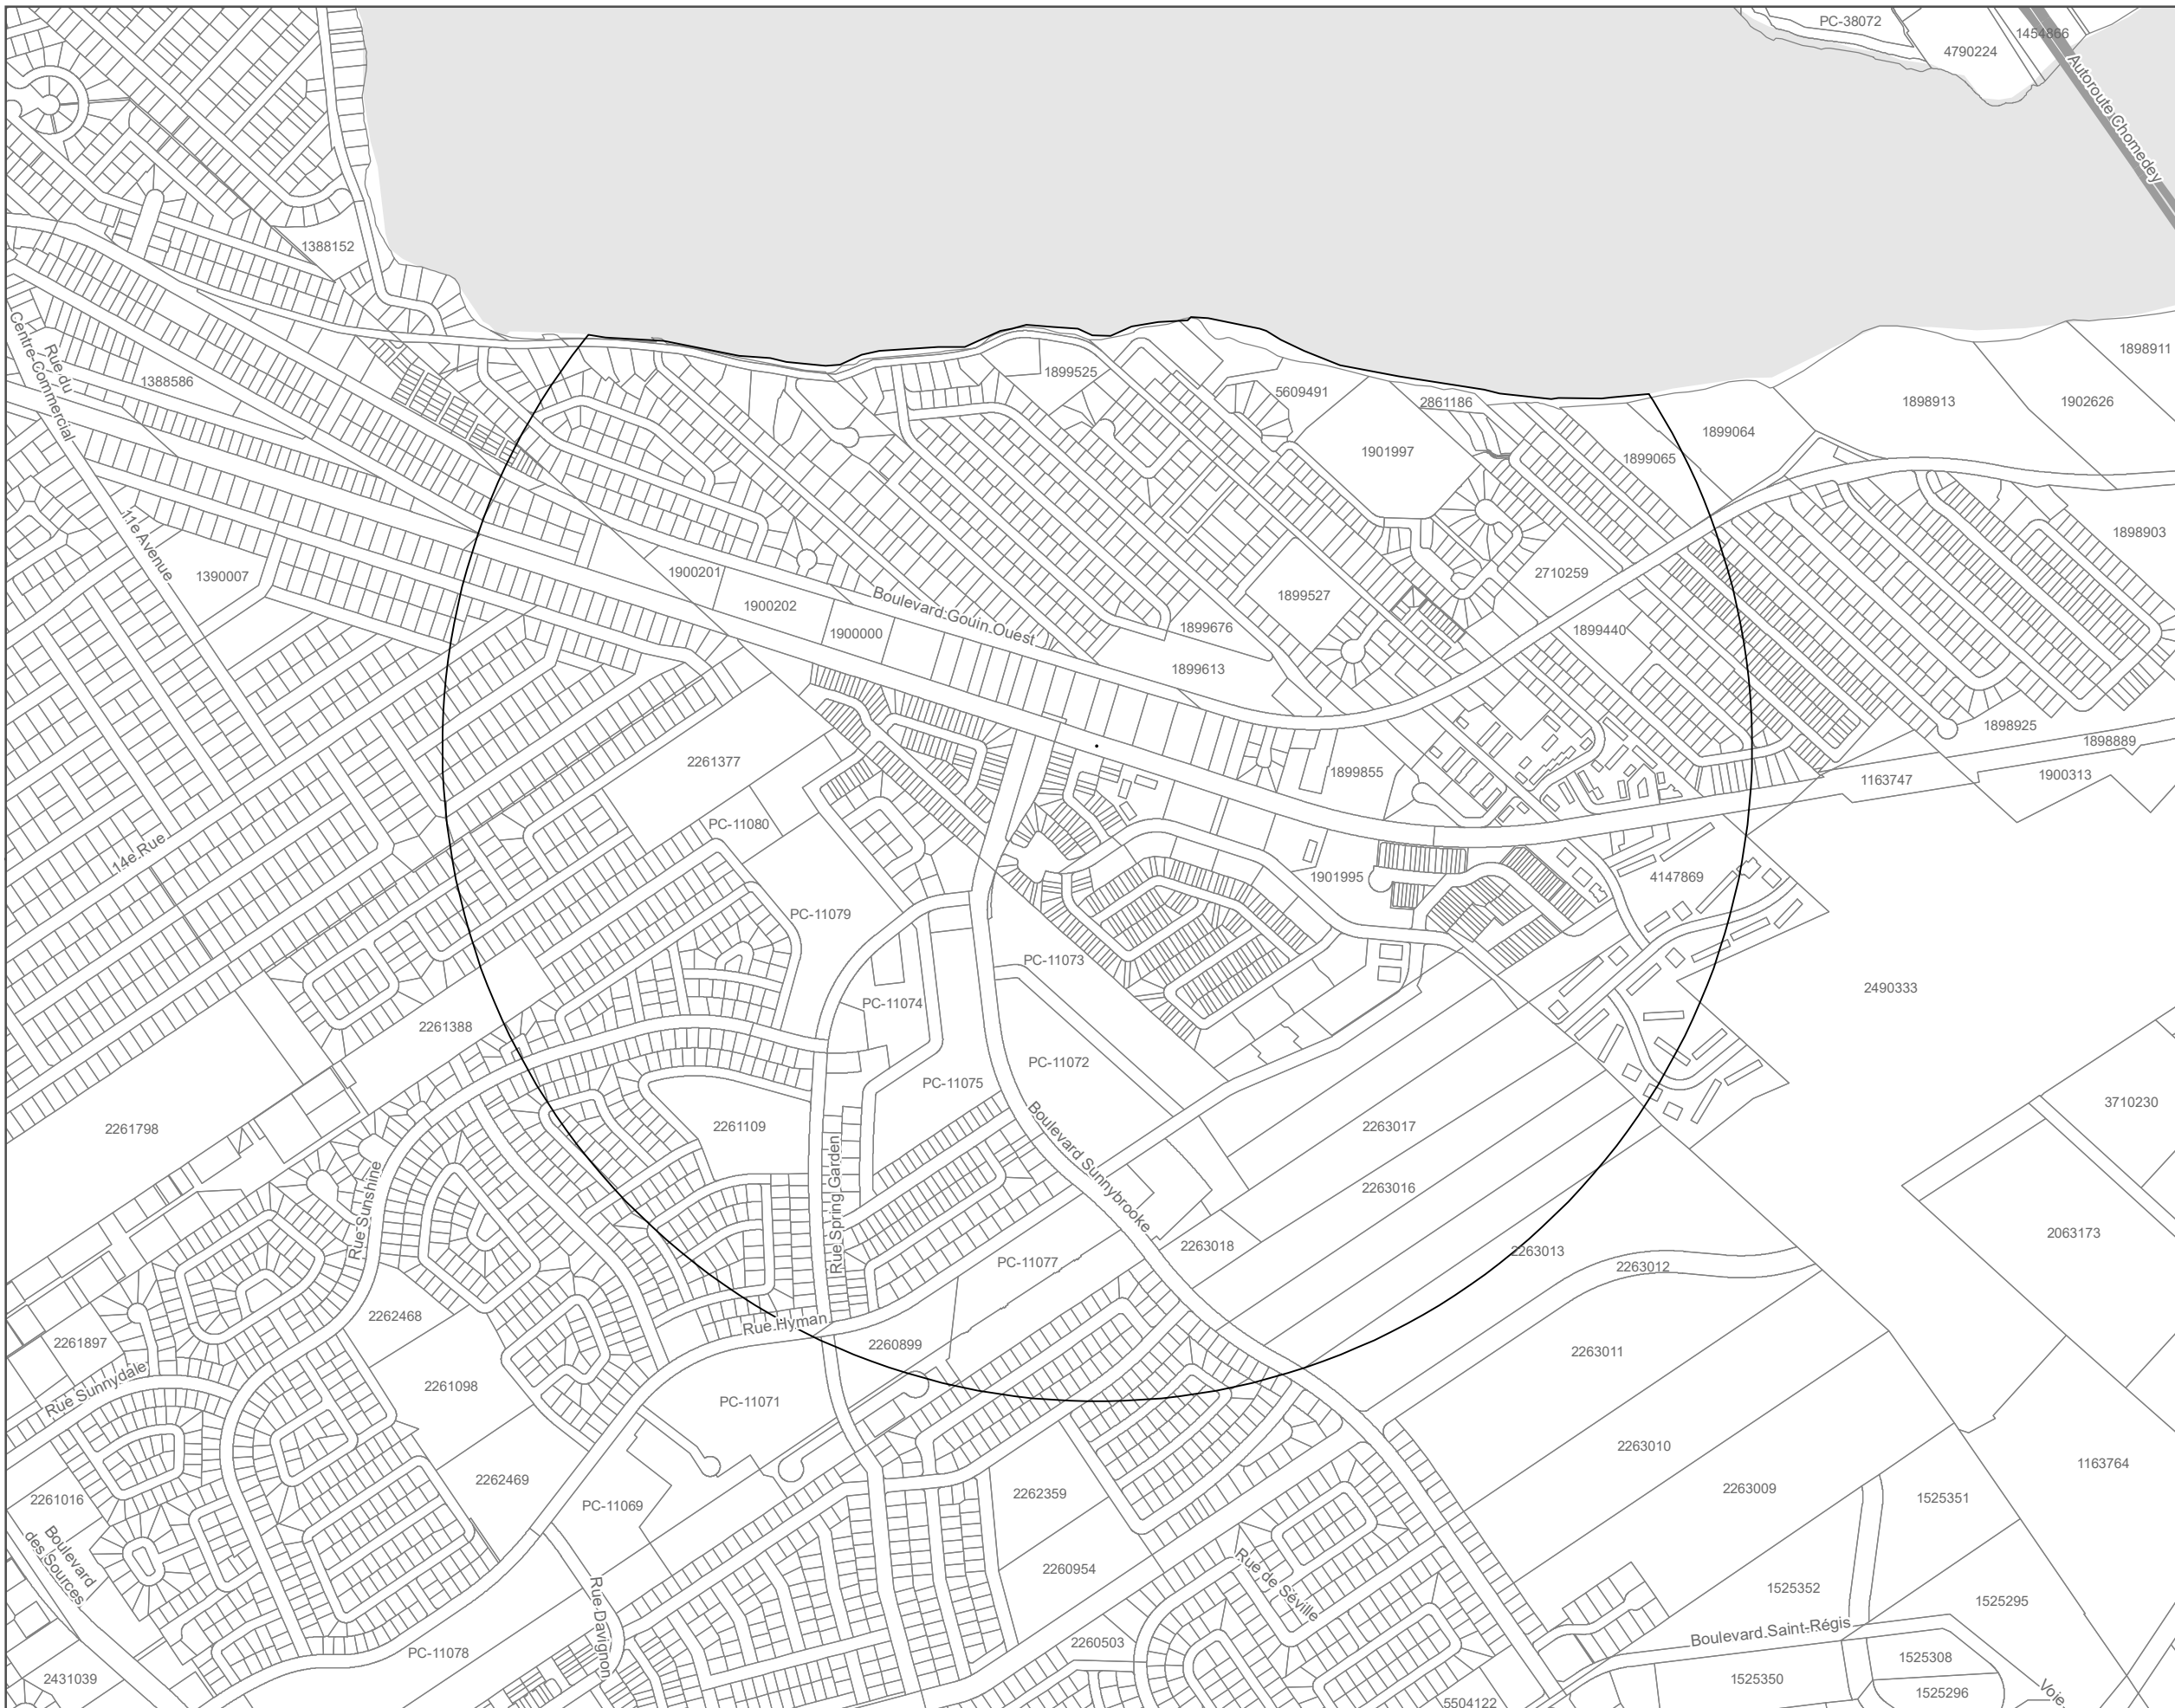 PC-38072
1454866
4790224
Autoroute Chomedey
1388152
1898911
1899525
1388586
5609491
2861186
1898913
1902626
Rue du
Centre-Commercial
1899064
1901997
1899065
1898903
11e Avenue
1900201
2710259
1390007
1899527
1900202
Boulevard Gouin Ouest
1900000
1899676
1899440
1899613
1898925
1898889
2261377
1899855
1900313
1163747
PC-11080
14e Rue
1901995
4147869
PC-11079
PC-11073
2490333
PC-11074
2261388
PC-11072
PC-11075
3710230
2261798
2261109
2263017
Boulevard Sunnybrooke
2263016
Rue Spring Garden
Rue Sunshine
2063173
2263018
2263013
PC-11077
2263012
2262468
Rue Hyman
2261897
2260899
2263011
Rue Sunnydale
2261098
PC-11071
2263010
1163764
2262469
2263009
2262359
1525351
2261016
PC-11069
Boulevard
des Sources
2260954
Rue de Séville
1525352
1525295
Rue Davignon
Boulevard Saint-Régis
2260503
PC-11078
1525308
2431039
1525350
1525296
Voie
5504122